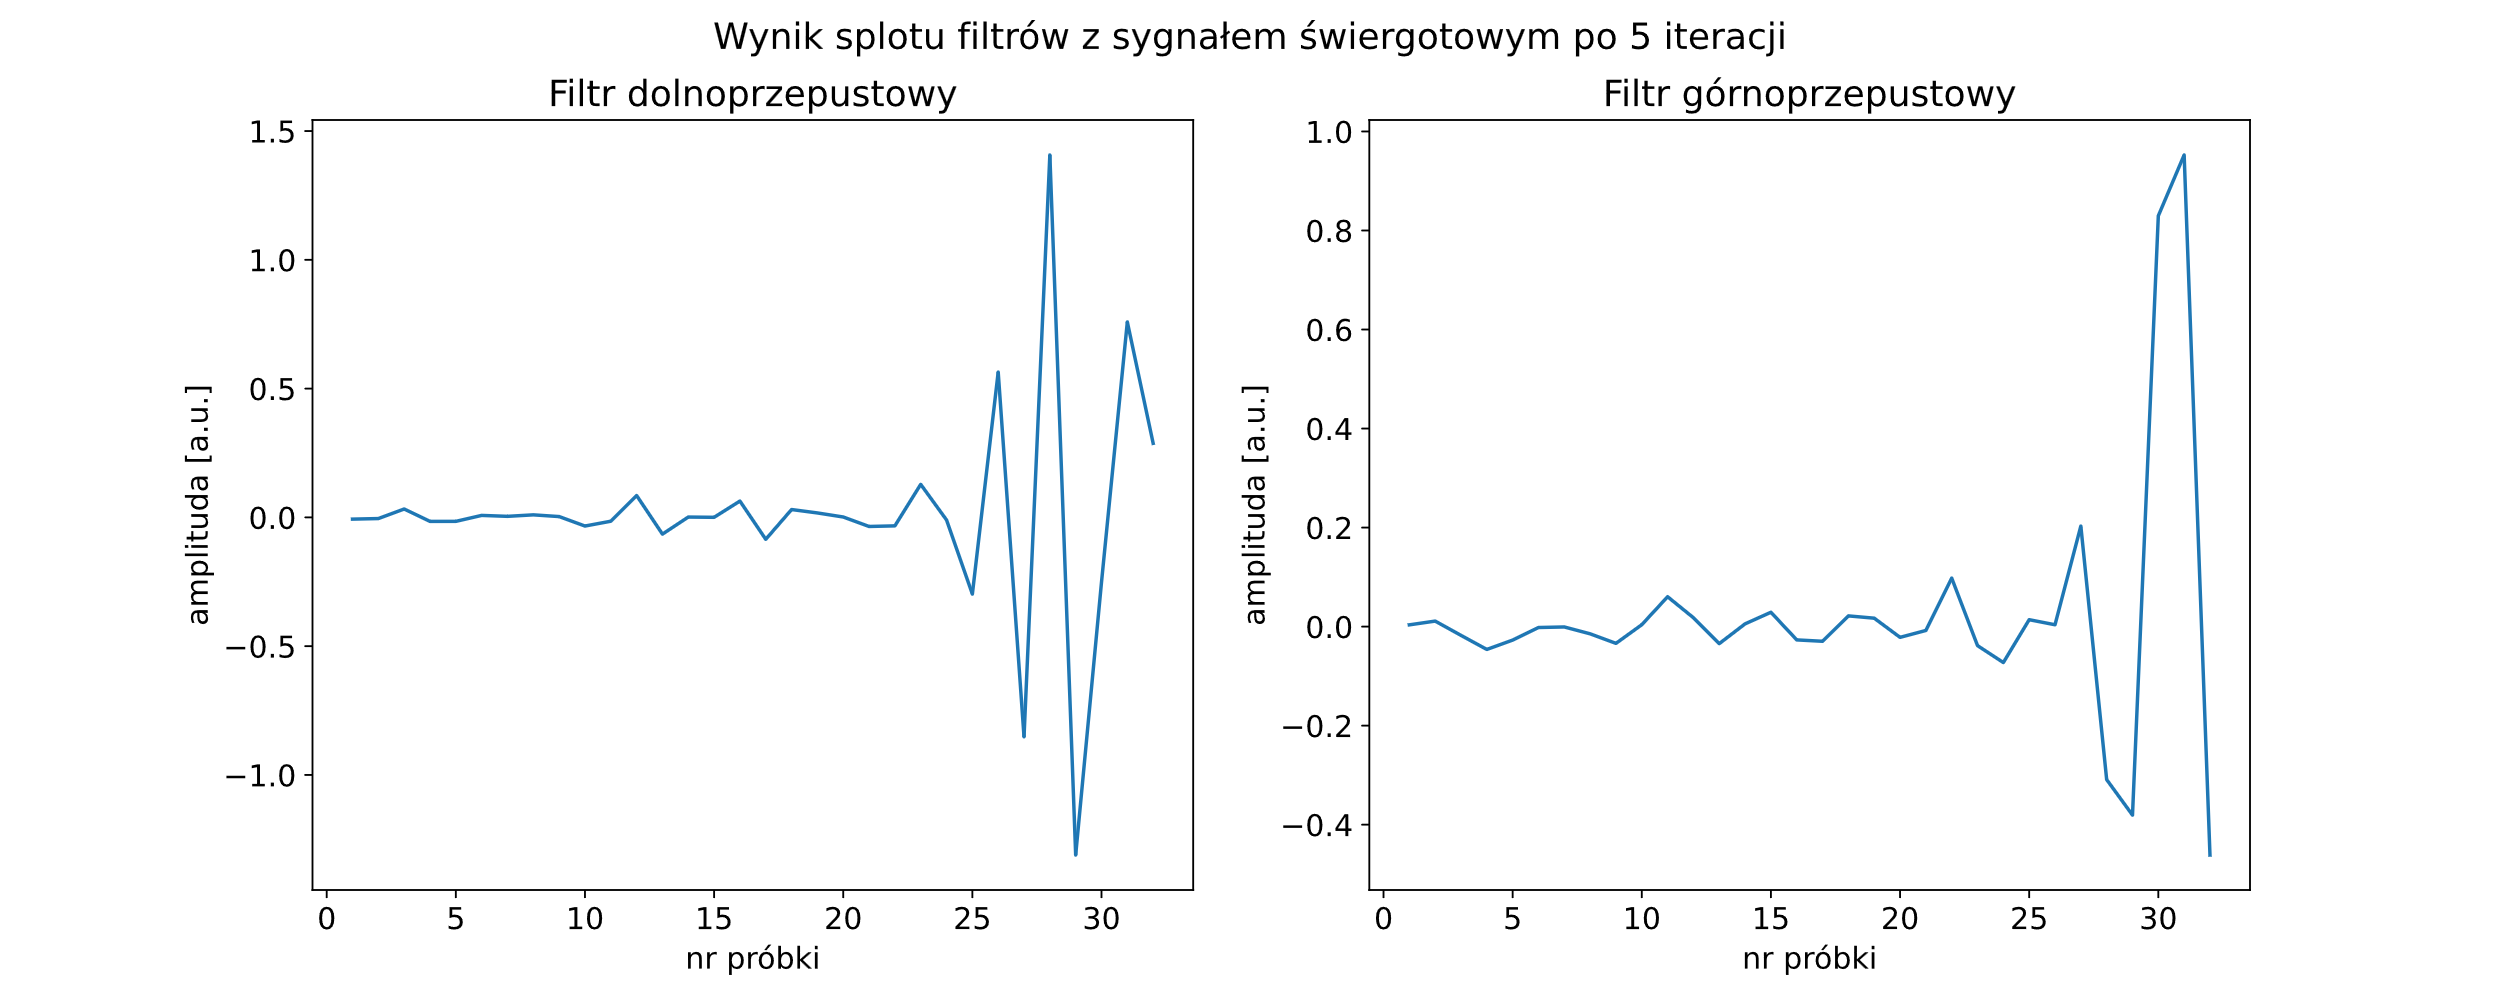 Wynik splotu filtrów z sygnałem świergotowym po 5 iteracji
Filtr dolnoprzepustowy
1.5
1.0
0.5
0.0
−0.5
−1.0
amplituda [a.u.]
0 5 10 15 20 25 30
nr próbki
Filtr górnoprzepustowy
1.0
0.8
0.6
0.4
0.2
0.0
−0.2
−0.4
amplituda [a.u.]
0 5 10 15 20 25 30
nr próbki